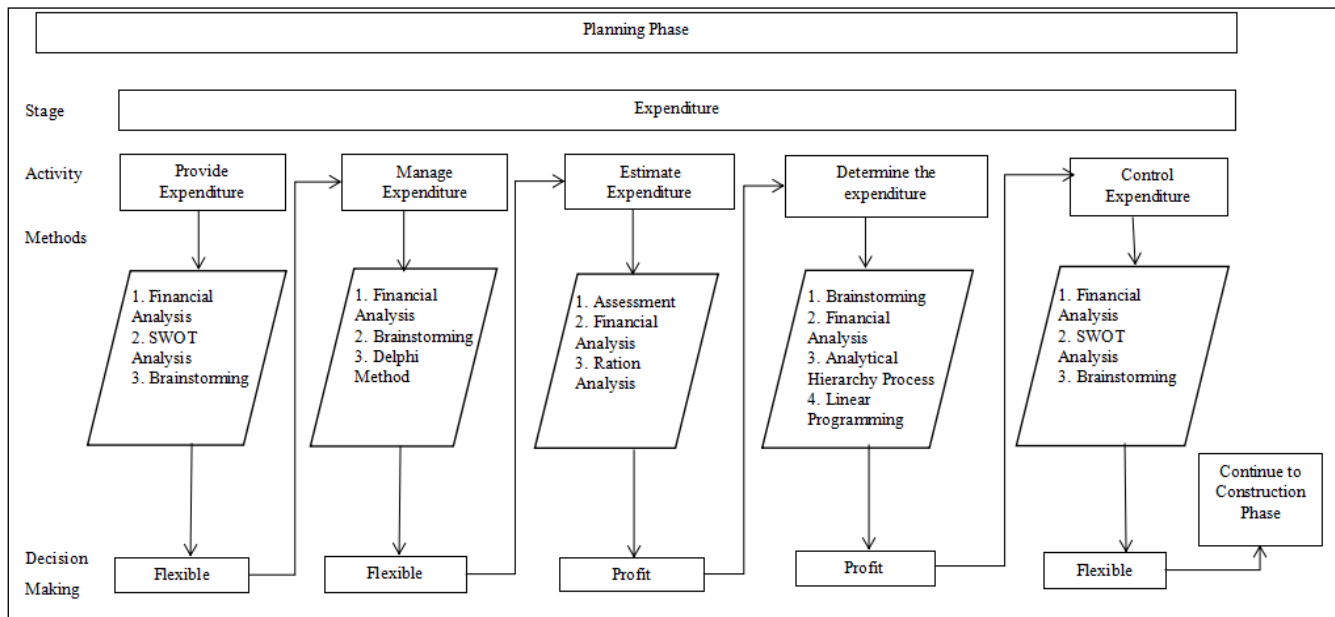 Planning Phase
Stage
Expenditure
Activity
Provide
Expenditure
Manage
Expenditure
Estimate
Expenditure
Determine the
expenditure
Control
Expenditure
Methods
1. Financial
Analysis
2. SWOT
Analysis
3. Brainstorming
1. Financial
Analysis
2. Brainstorming
3. Delphi
Method
1. Assessment
2. Financial
Analysis
3. Ration
Analysis
1. Brainstorming
2. Financial
Analysis
3. Analytical
Hierarchy Process
4. Linear
Programming
1. Financial
Analysis
2. SWOT
Analysis
3. Brainstorming
Decision
Making
Flexible
Flexible
Profit
Profit
Flexible
Continue to
Construction
Phase